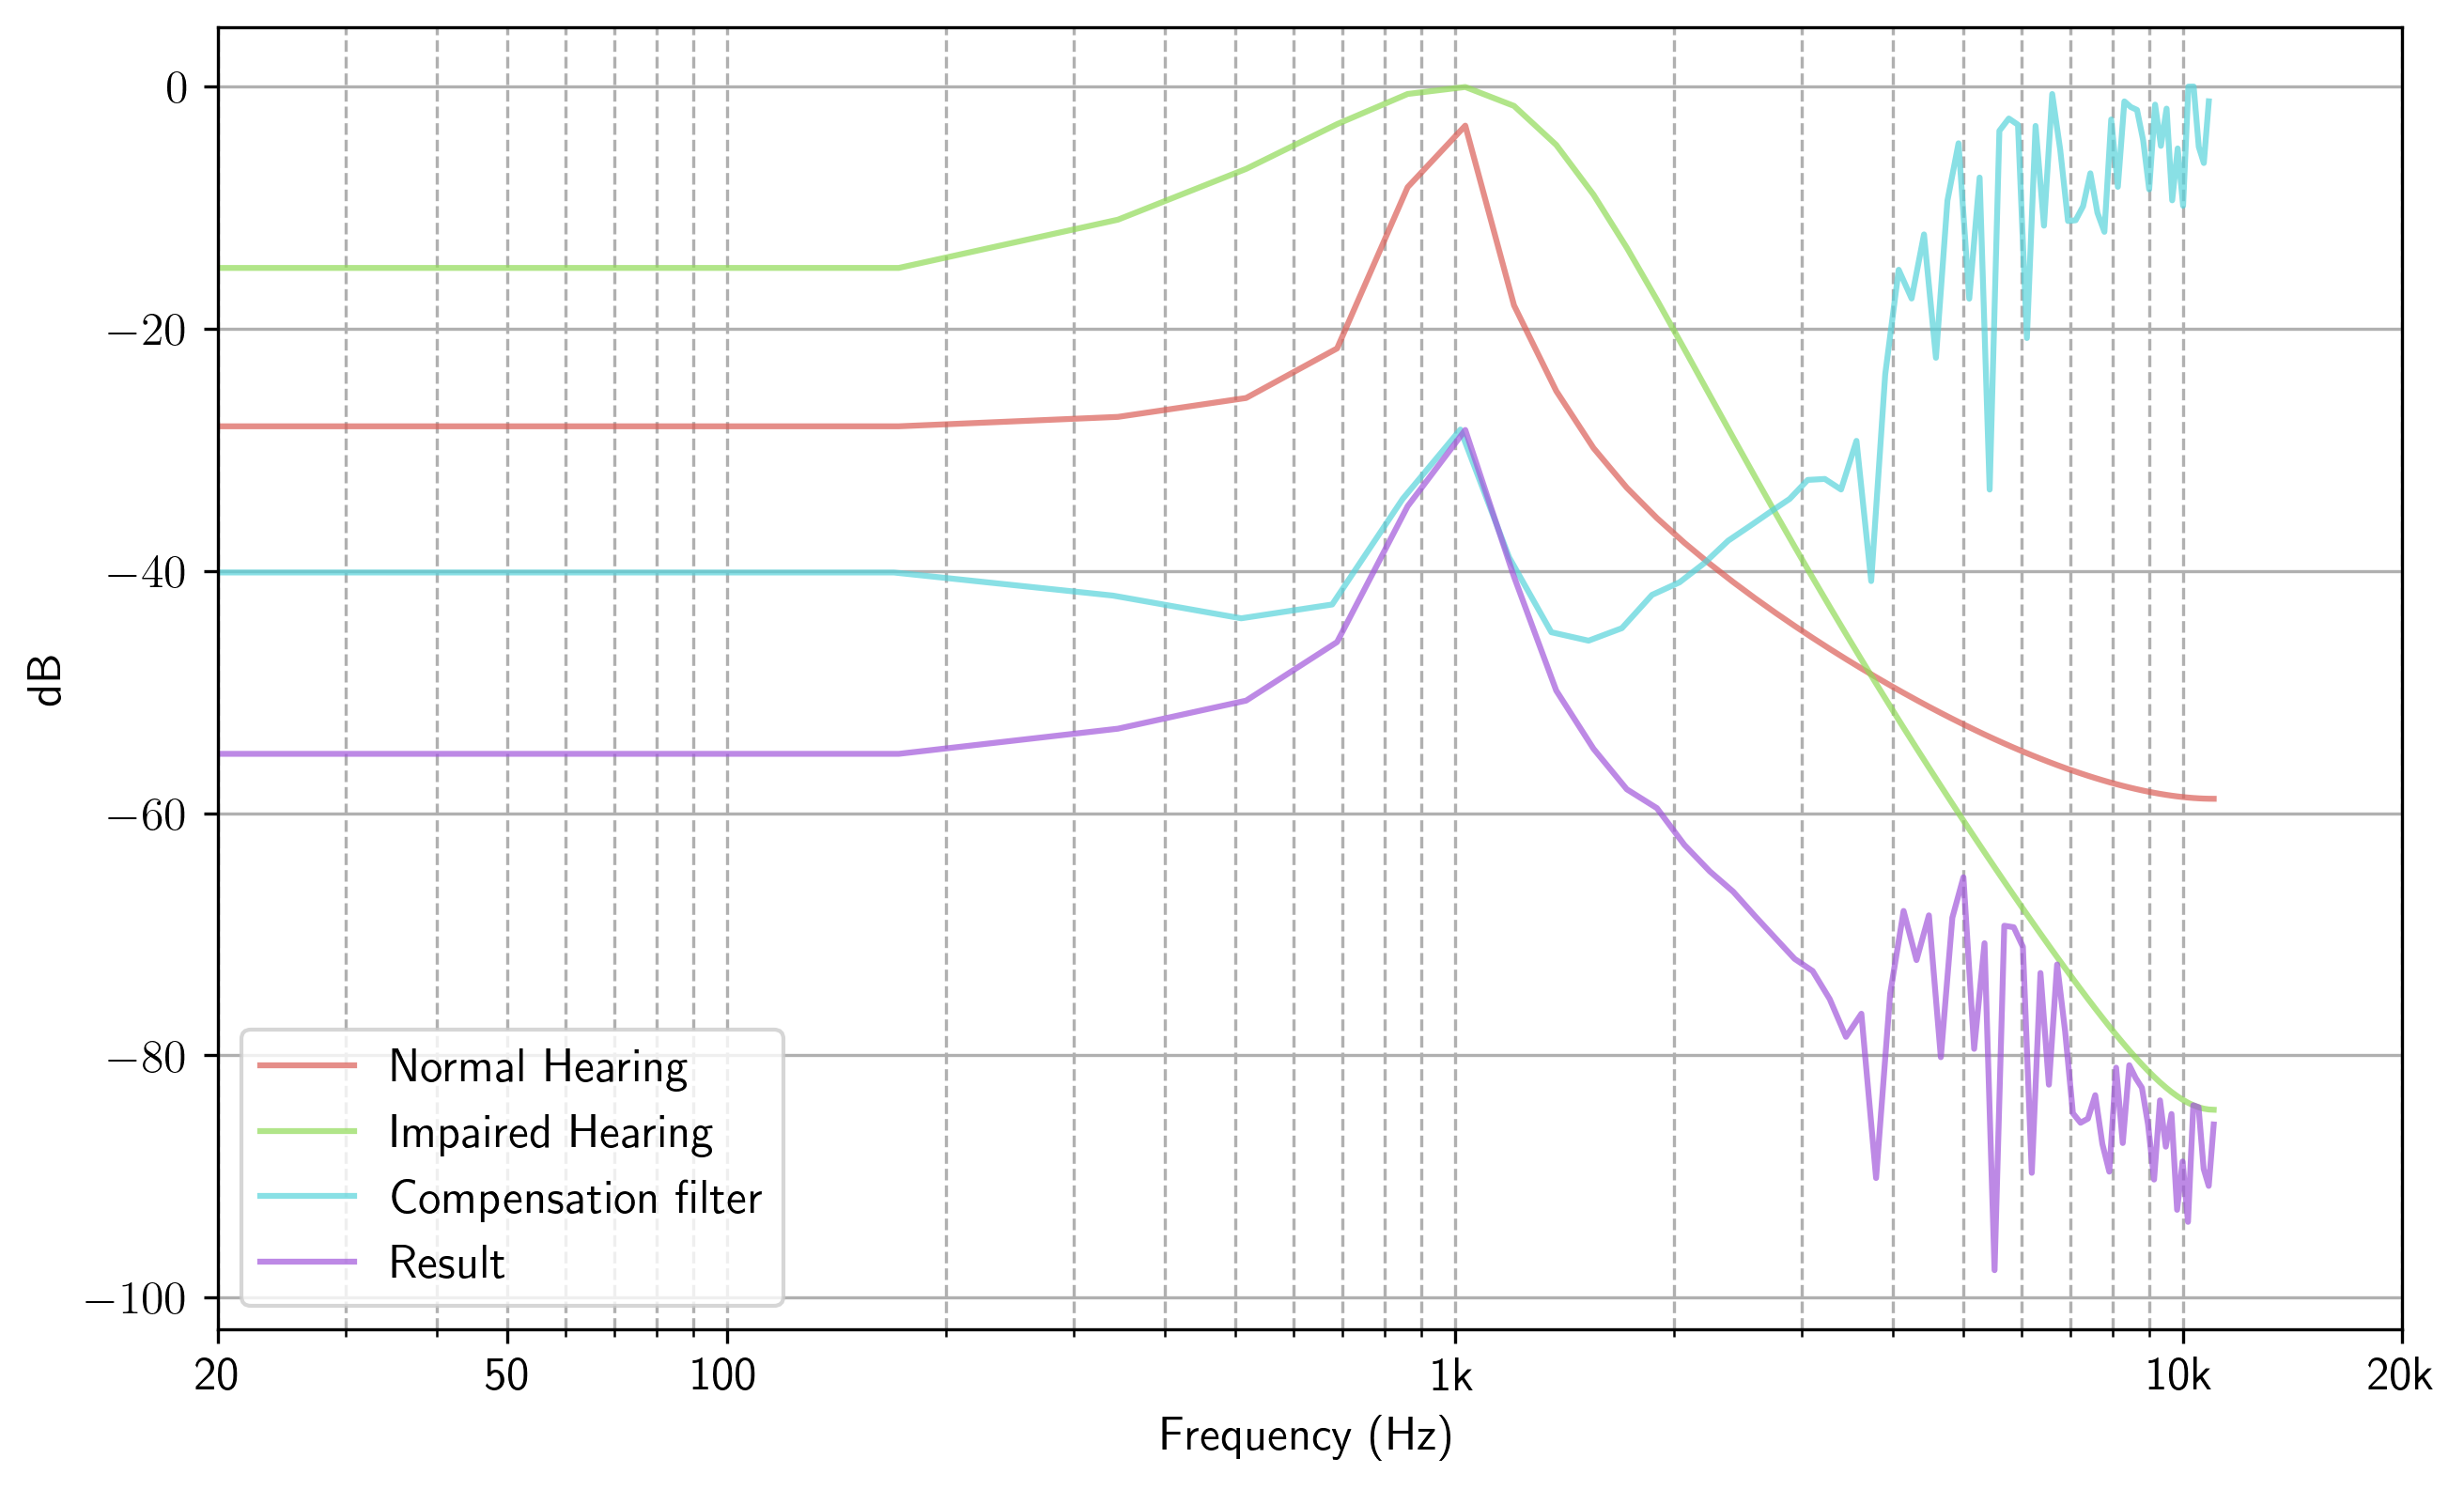 0
−20
−40
−60
−80
−100
dB
Normal Hearing
Impaired Hearing
Compensation filter
Result
20 50 100 1k 10k 20k
Frequency (Hz)